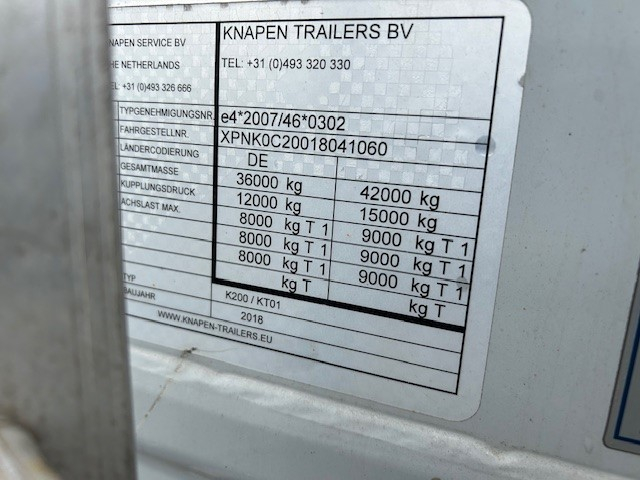 KNAPEN TRAILERS BV
NAPEN SERVICE BV
HE NETHERLANDS TEL: +31 (0)493 320 330
EL: +31 (0)493 326 666
TYPGENEHMIGUNGSNR. e4*2007/46*0302
FAHRGESTELLNR. XPNK0C20018041060
LÄNDERCODIERUNG DE
GESAMTMASSE 36000 kg 42000 kg
KUPPLUNGSDRUCK 12000 kg 15000 kg
ACHSLAST MAX. 8000 kg T 1 9000 kg T 1
8000 kg T 1 9000 kg T 1
8000 kg T 1 9000 kg T 1
kg T kg T
TYP K200 / KT01
BAUJAHR 2018
WWW.KNAPEN-TRAILERS.EU